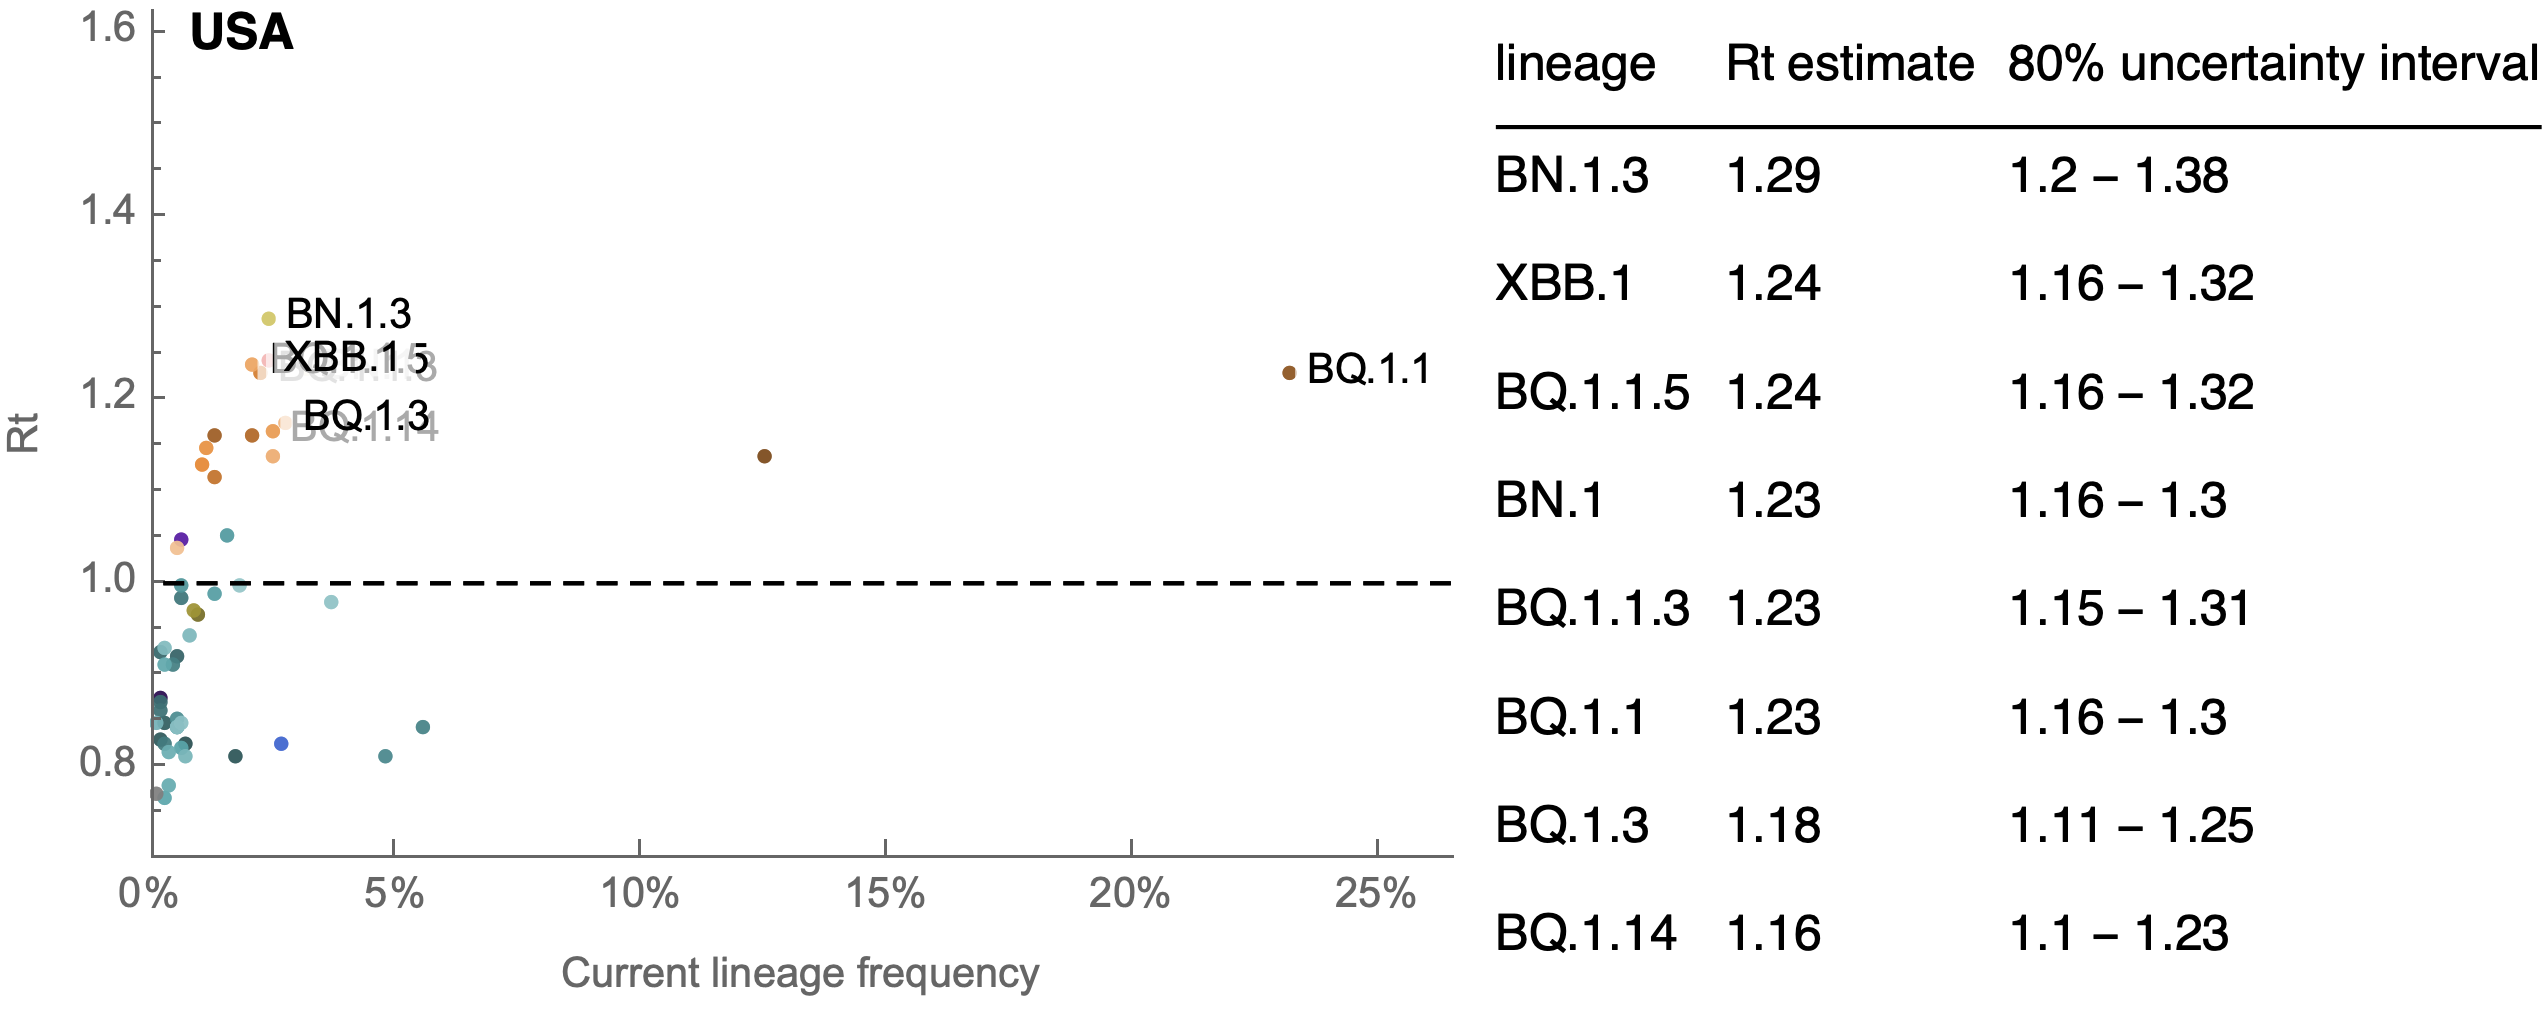 USA
1.6
1.4
1.2
1.0
0.8
Rt
BN.1.3
XBB.1
BQ.1.1
BQ.1.3
BQ.1.14
0% 5% 10% 15% 20% 25%
Current lineage frequency
lineage Rt estimate 80% uncertainty interval
BN.1.3 1.29 1.2 – 1.38
XBB.1 1.24 1.16 – 1.32
BQ.1.1.5 1.24 1.16 – 1.32
BN.1 1.23 1.16 – 1.3
BQ.1.1.3 1.23 1.15 – 1.31
BQ.1.1 1.23 1.16 – 1.3
BQ.1.3 1.18 1.11 – 1.25
BQ.1.14 1.16 1.1 – 1.23